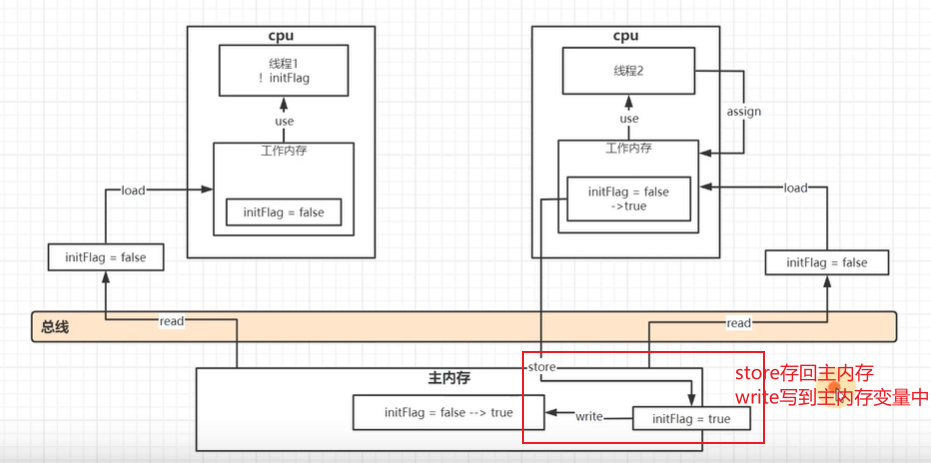 cpu
线程1
! initFlag
use
工作内存
initFlag = false
load
initFlag = false
read
cpu
线程2
assign
use
工作内存
initFlag = false
->true
load
initFlag = false
read
总线
主内存
store
initFlag = false --> true
write
initFlag = true
store存回主内存
write写到主内存变量中